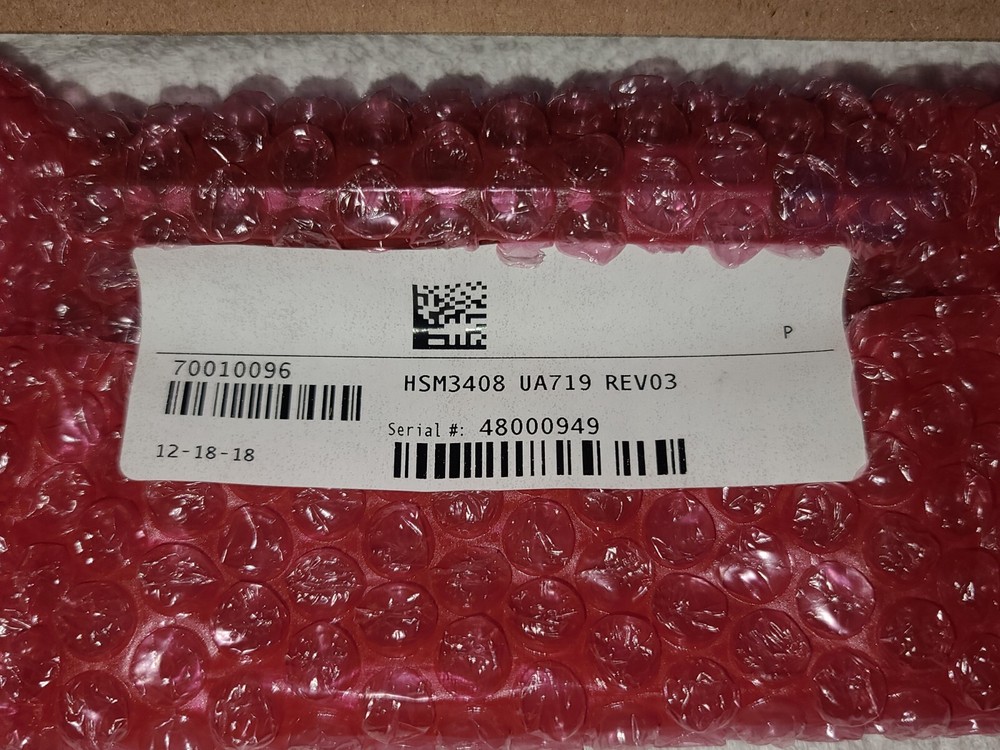 P
70010096
HSM3408 UA719 REV03
Serial #: 48000949
12-18-18